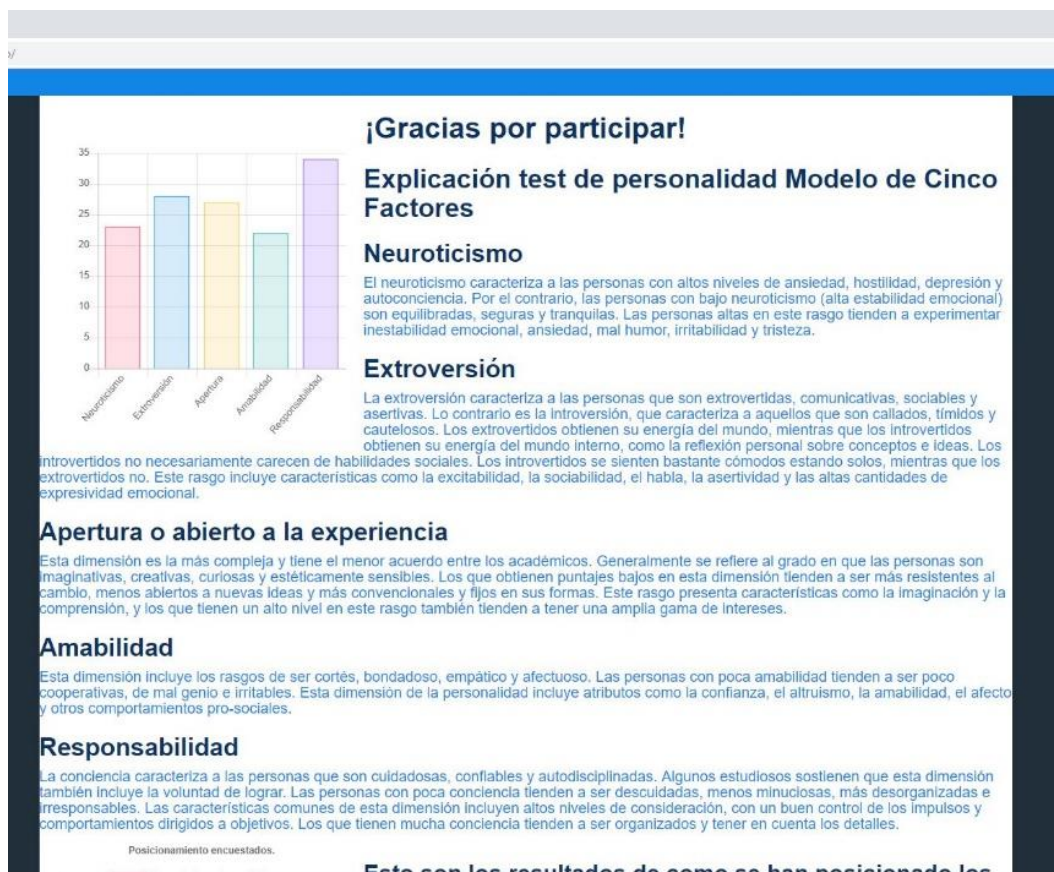 /
¡Gracias por participar!
35
30
25
20
15
10
5
0
Neuroticismo
Extroversión
Apertura
Amabilidad
Responsabilidad
Explicación test de personalidad Modelo de Cinco
Factores
Neuroticismo
El neuroticismo caracteriza a las personas con altos niveles de ansiedad, hostilidad, depresión y
autoconciencia. Por el contrario, las personas con bajo neuroticismo (alta estabilidad emocional)
son equilibradas, seguras y tranquilas. Las personas altas en este rasgo tienden a experimentar
inestabilidad emocional, ansiedad, mal humor, irritabilidad y tristeza.
Extroversión
La extroversión caracteriza a las personas que son extrovertidas, comunicativas, sociables y
asertivas. Lo contrario es la introversión, que caracteriza a aquellos que son callados, tímidos y
cautelosos. Los extrovertidos obtienen su energía del mundo, mientras que los introvertidos
obtienen su energía del mundo interno, como la reflexión personal sobre conceptos e ideas. Los
introvertidos no necesariamente carecen de habilidades sociales. Los introvertidos se sienten bastante cómodos estando solos, mientras que los
extrovertidos no. Este rasgo incluye características como la excitabilidad, la sociabilidad, el habla, la asertividad y las altas cantidades de
expresividad emocional.
Apertura o abierto a la experiencia
Esta dimensión es la más compleja y tiene el menor acuerdo entre los académicos. Generalmente se refiere al grado en que las personas son
imaginativas, creativas, curiosas y estéticamente sensibles. Los que obtienen puntajes bajos en esta dimensión tienden a ser más resistentes al
cambio, menos abiertos a nuevas ideas y más convencionales y fijos en sus formas. Este rasgo presenta características como la imaginación y la
comprensión, y los que tienen un alto nivel en este rasgo también tienden a tener una amplia gama de intereses.
Amabilidad
Esta dimensión incluye los rasgos de ser cortés, bondadoso, empático y afectuoso. Las personas con poca amabilidad tienden a ser poco
cooperativas, de mal genio e irritables. Esta dimensión de la personalidad incluye atributos como la confianza, el altruismo, la amabilidad, el afecto
y otros comportamientos pro-sociales.
Responsabilidad
La conciencia caracteriza a las personas que son cuidadosas, confiables y autodisciplinadas. Algunos estudiosos sostienen que esta dimensión
también incluye la voluntad de lograr. Las personas con poca conciencia tienden a ser descuidadas, menos minuciosas, más desorganizadas e
irresponsables. Las características comunes de esta dimensión incluyen altos niveles de consideración, con un buen control de los impulsos y
comportamientos dirigidos a objetivos. Los que tienen mucha conciencia tienden a ser organizados y tener en cuenta los detalles.
Posicionamiento encuestados.
Esto son los resultados de como se han posicionado los